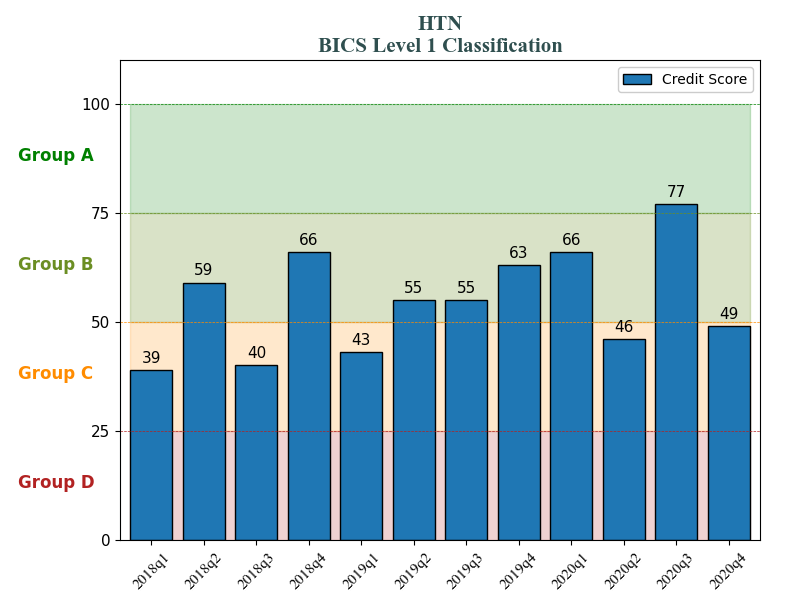 HTN
BICS Level 1 Classification
Credit Score
100
Group A
77
75
66
66
63
Group B
59
55
55
50
49
46
43
40
39
Group C
25
Group D
0
2018q1
2018q2
2018q3
2018q4
2019q1
2019q2
2019q3
2019q4
2020q1
2020q2
2020q3
2020q4